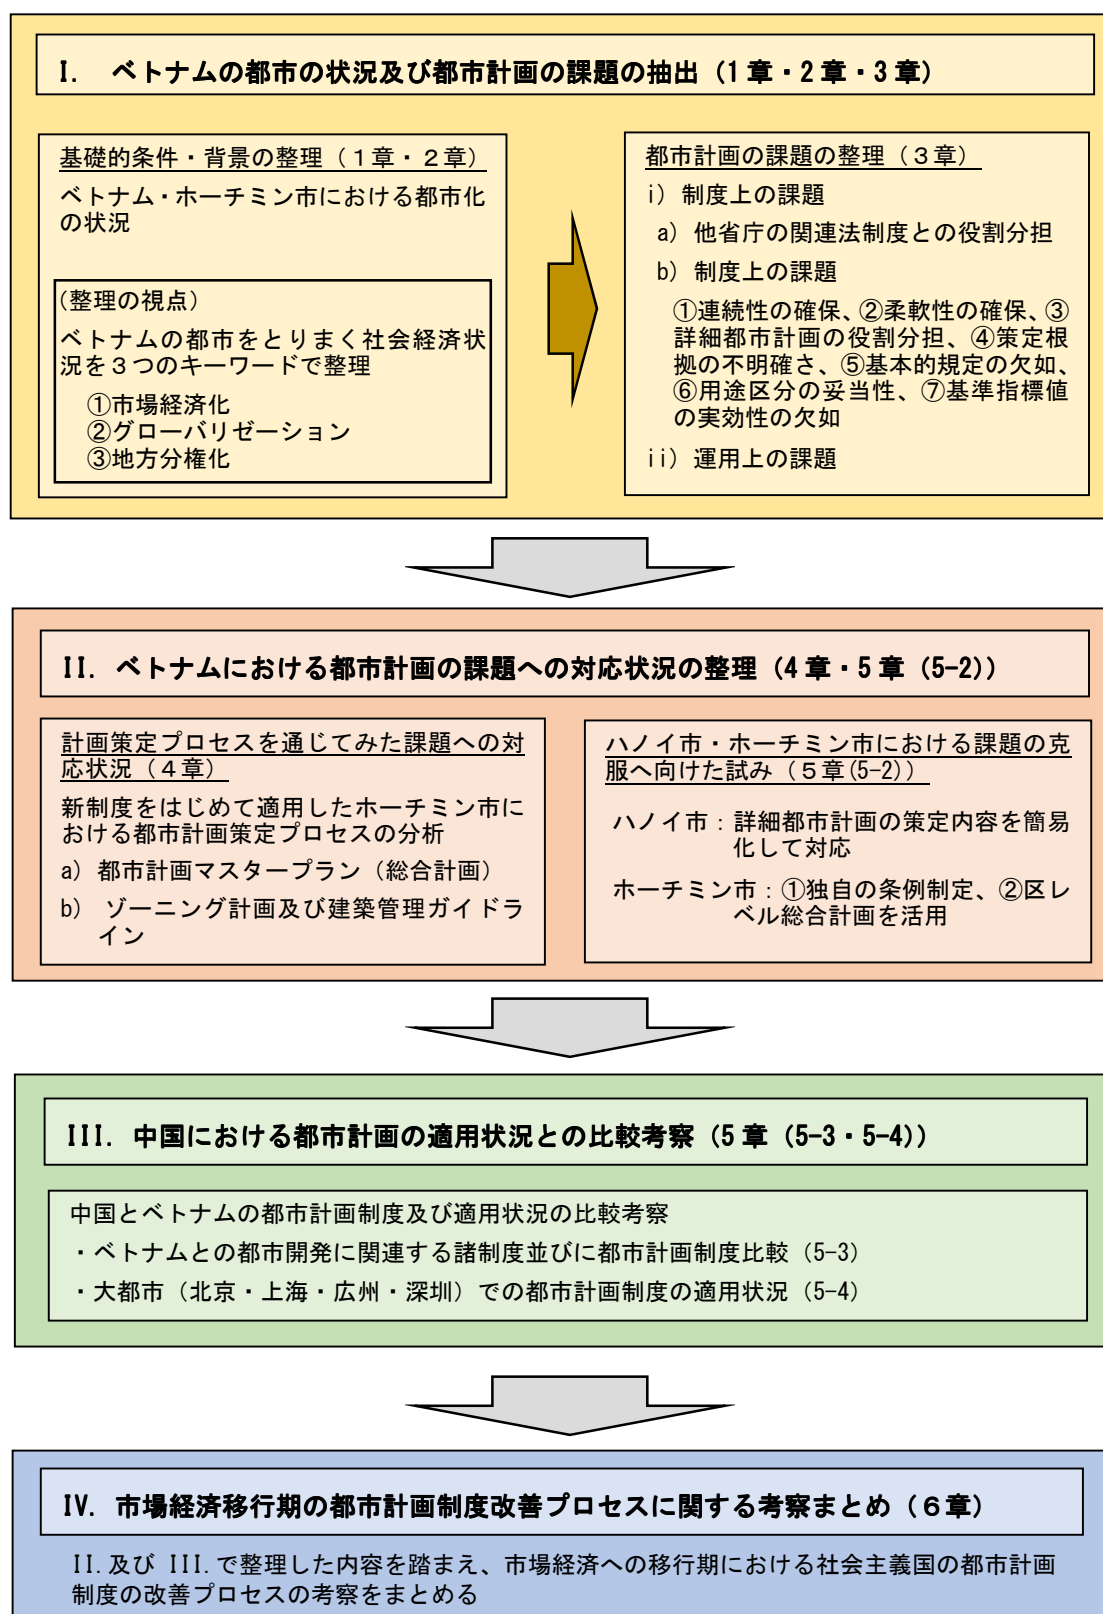 I. ベトナムの都市の状況及び都市計画の課題の抽出（1章・2章・3章）
基礎的条件・背景の整理（１章・２章）
ベトナム・ホーチミン市における都市化
の状況
(整理の視点）
ベトナムの都市をとりまく社会経済状
況を３つのキーワードで整理
①市場経済化
②グローバリゼーション
③地方分権化
都市計画の課題の整理（３章）
i）制度上の課題
a）他省庁の関連法制度との役割分担
b）制度上の課題
①連続性の確保、②柔軟性の確保、③
詳細都市計画の役割分担、④策定根
拠の不明確さ、⑤基本的規定の欠如、
⑥用途区分の妥当性、⑦基準指標値
の実効性の欠如
ii）運用上の課題
II. ベトナムにおける都市計画の課題への対応状況の整理（4章・5章（5-2））
計画策定プロセスを通じてみた課題への対
応状況（４章）
新制度をはじめて適用したホーチミン市に
おける都市計画策定プロセスの分析
a）都市計画マスタープラン（総合計画）
b） ゾーニング計画及び建築管理ガイドラ
イン
ハノイ市・ホーチミン市における課題の克
服へ向けた試み（５章(5-2)）
ハノイ市：詳細都市計画の策定内容を簡易
化して対応
ホーチミン市：①独自の条例制定、②区レ
ベル総合計画を活用
III. 中国における都市計画の適用状況との比較考察（5章（5-3・5-4））
中国とベトナムの都市計画制度及び適用状況の比較考察
・ベトナムとの都市開発に関連する諸制度並びに都市計画制度比較（5-3）
・大都市（北京・上海・広州・深圳）での都市計画制度の適用状況（5-4）
IV. 市場経済移行期の都市計画制度改善プロセスに関する考察まとめ（６章）
II.及び III.で整理した内容を踏まえ、市場経済への移行期における社会主義国の都市計画
制度の改善プロセスの考察をまとめる